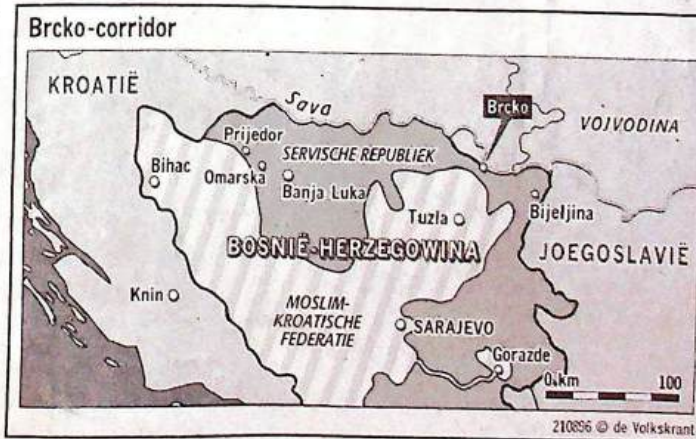 Brcko-corridor
KROATIË
Sava
Brcko
VOJVODINA
Prijedor
SERVISCHE REPUBLIEK
Bihac
Omarska
Banja Luka
Tuzla
Bijeljina
BOSNIË-HERZEGOWINA
JOEGOSLAVIË
Knin
MOSLIM-
KROATISCHE
FEDERATIE
SARAJEVO
Gorazde
0 km 100
210896 © de Volkskrant